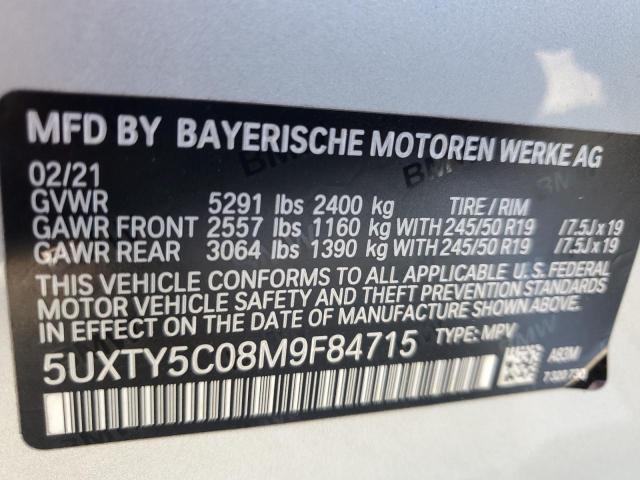 MFD BY BAYERISCHE MOTOREN WERKE AG
02/21
GVWR 5291 lbs 2400 kg TIRE / RIM
GAWR FRONT 2557 lbs 1160 kg WITH 245/50 R19 /7.5J x 19
GAWR REAR 3064 lbs 1390 kg WITH 245/50 R19 /7.5J x 19
THIS VEHICLE CONFORMS TO ALL APPLICABLE U.S. FEDERAL
MOTOR VEHICLE SAFETY AND THEFT PREVENTION STANDARDS
IN EFFECT ON THE DATE OF MANUFACTURE SHOWN ABOVE.
5UXTY5C08M9F84715 TYPE: MPV
A83M
7320730